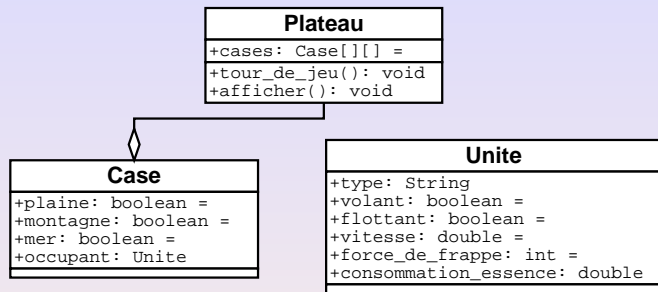 Plateau
+cases: Case[][] =
+tour_de_jeu(): void
+afficher(): void
Case
+plaine: boolean =
+montagne: boolean =
+mer: boolean =
+occupant: Unite
Unite
+type: String
+volant: boolean =
+flottant: boolean =
+vitesse: double =
+force_de_frappe: int =
+consommation_essence: double